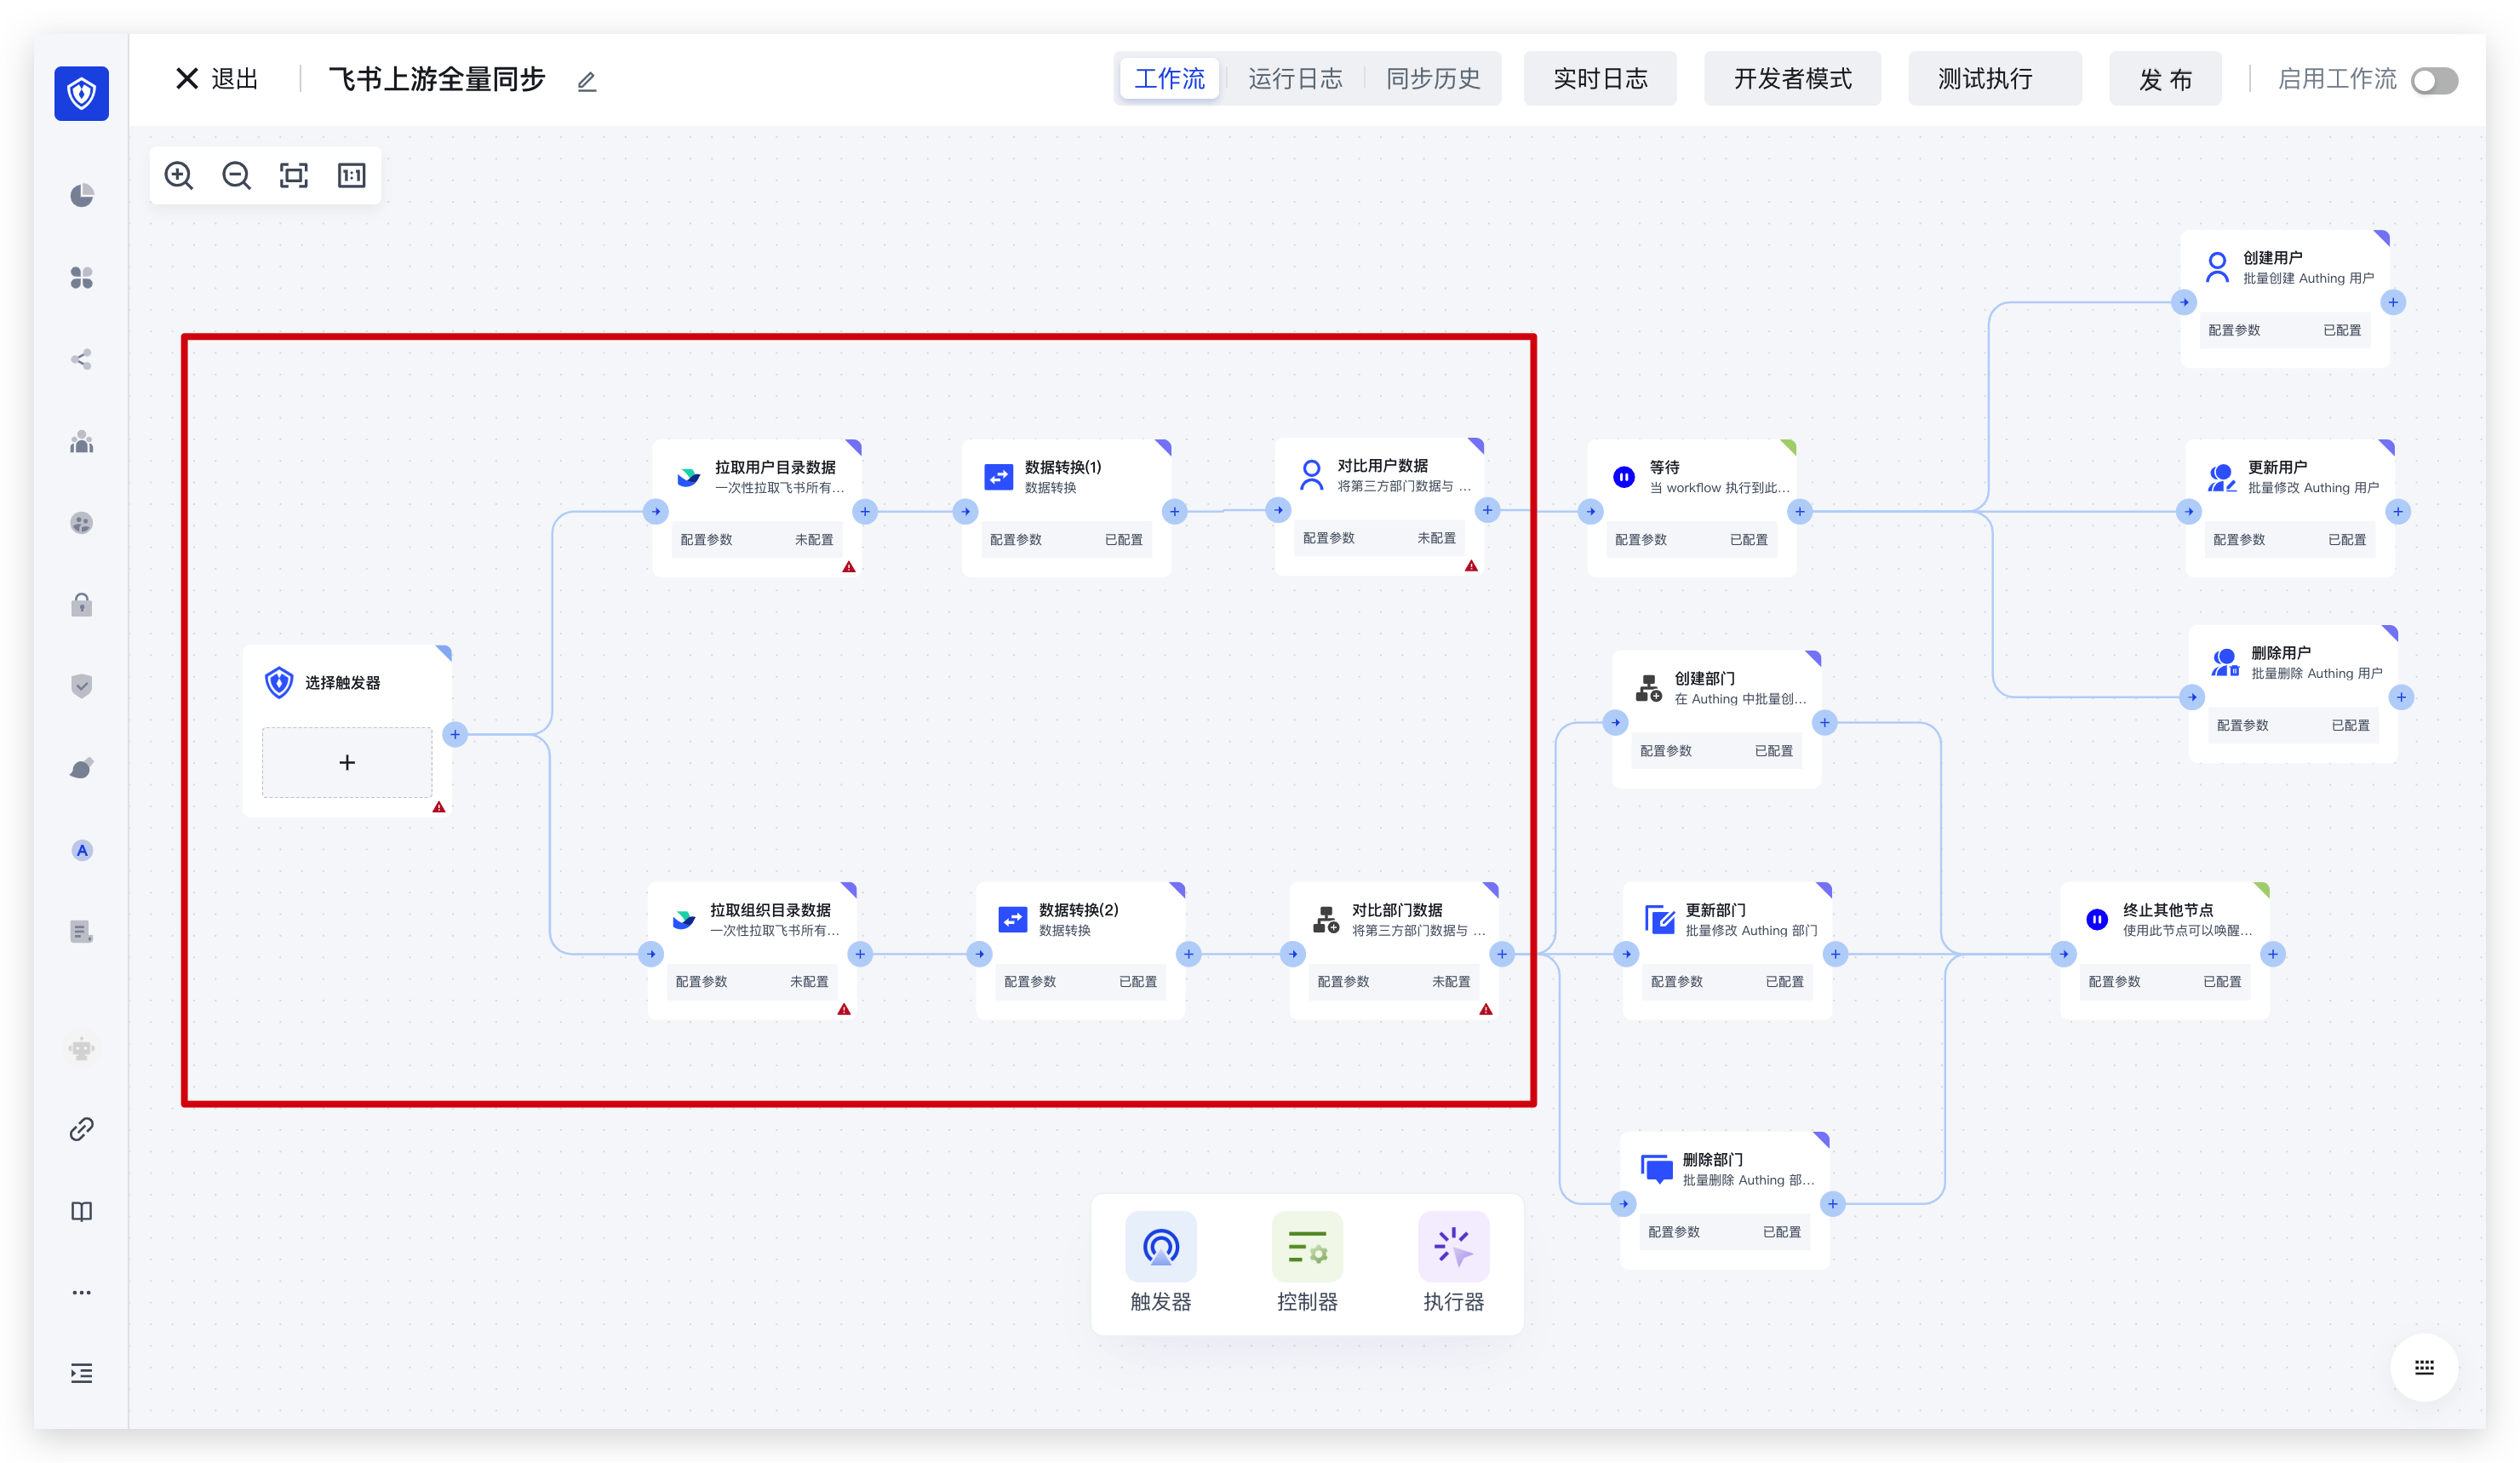 退出
飞书上游全量同步
工作流
运行日志
同步历史
实时日志
开发者模式
测试执行
发 布
启用工作流
1:1
创建用户
批量创建 Authing 用户
配置参数 已配置
拉取用户目录数据
一次性拉取飞书所有...
配置参数 未配置
数据转换(1)
数据转换
配置参数 已配置
对比用户数据
将第三方部门数据与 ...
配置参数 未配置
等待
当 workflow 执行到此...
配置参数 已配置
更新用户
批量修改 Authing 用户
配置参数 已配置
选择触发器
+
创建部门
在 Authing 中批量创...
配置参数 已配置
删除用户
批量删除 Authing 用户
配置参数 已配置
A
拉取组织目录数据
一次性拉取飞书所有...
配置参数 未配置
数据转换(2)
数据转换
配置参数 已配置
对比部门数据
将第三方部门数据与 ...
配置参数 未配置
更新部门
批量修改 Authing 部门
配置参数 已配置
终止其他节点
使用此节点可以唤醒...
配置参数 已配置
删除部门
批量删除 Authing 部...
配置参数 已配置
触发器
控制器
执行器